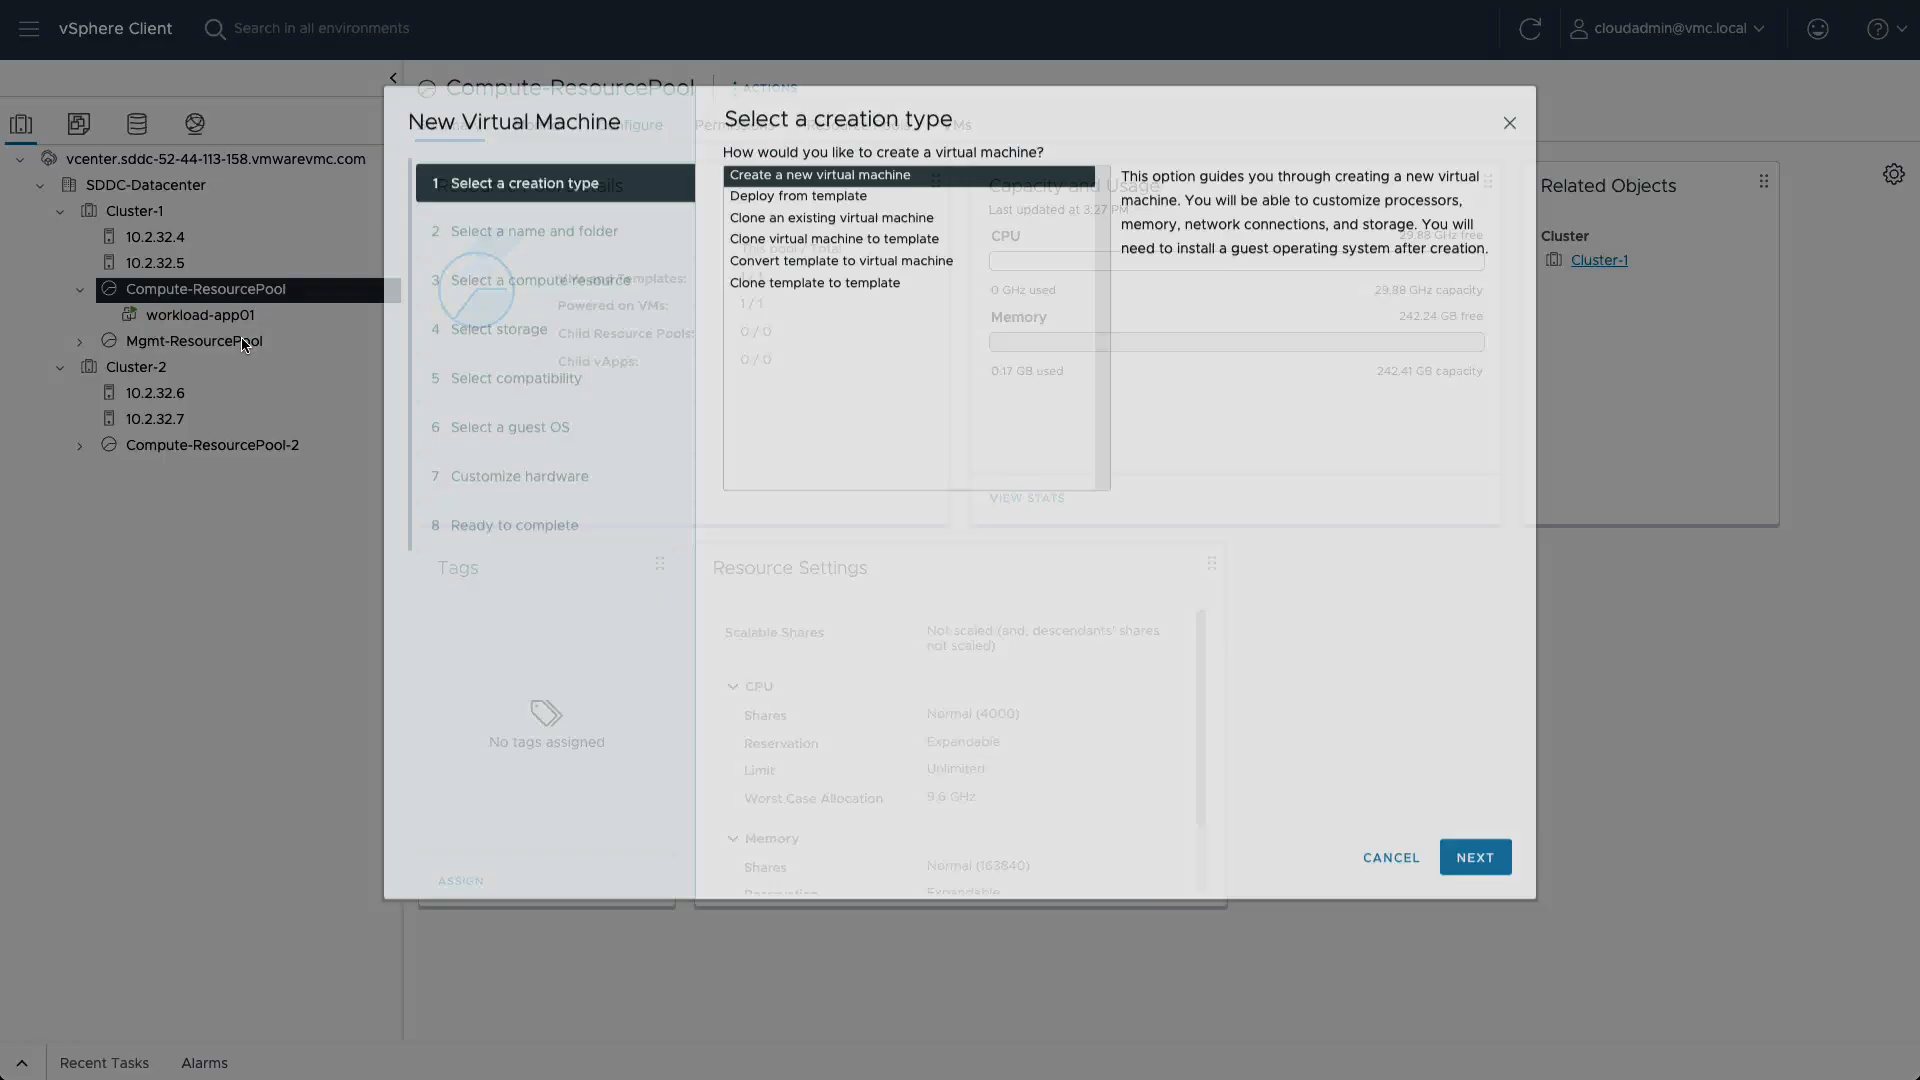 vSphere Client
Search in all environments
cloudadmin@vmc.local
Compute-ResourcePool
ACTIONS
New Virtual Machine
Configure
Select a creation type
VMs
How would you like to create a virtual machine?
vcenter.sddc-52-44-113-158.vmwarevmc.com
SDDC-Datacenter
Cluster-1
10.2.32.4
10.2.32.5
Compute-ResourcePool
workload-app01
Mgmt-ResourcePool
Cluster-2
10.2.32.6
10.2.32.7
Compute-ResourcePool-2
1 Select a creation type
2 Select a name and folder
3 Select a compute resource
4 Select storage
5 Select compatibility
6 Select a guest OS
7 Customize hardware
8 Ready to complete
VMs and Templates:
Powered on VMs:
Child Resource Pools:
Child vApps:
1 / 1
0 / 0
0 / 0
Create a new virtual machine
Deploy from template
Clone an existing virtual machine
Clone virtual machine to template
Convert template to virtual machine
Clone template to template
This option guides you through creating a new virtual
machine. You will be able to customize processors,
memory, network connections, and storage. You will
need to install a guest operating system after creation.
Capacity and Usage
Last updated at 3:27 PM
CPU
29.88 GHz free
0 GHz used
29.88 GHz capacity
Memory
242.24 GB free
0.17 GB used
242.41 GB capacity
VIEW STATS
Related Objects
Cluster
Cluster-1
Tags
No tags assigned
ASSIGN
Resource Settings
Scalable Shares
Not scaled (and, descendants' shares
not scaled)
CPU
Shares
Normal (4000)
Reservation
Expandable
Limit
Unlimited
Worst Case Allocation
9.6 GHz
Memory
Shares
Normal (163840)
Reservation
Expandable
CANCEL
NEXT
Recent Tasks
Alarms